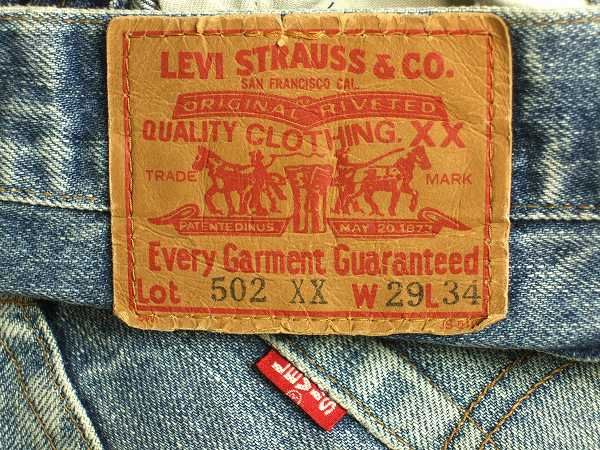 LEVI STRAUSS & CO.
SAN FRANCISCO CAL.
ORIGINAL RIVETED
QUALITY CLOTHING. XX
TRADE MARK
PATENTED IN U.S. MAY 20.1873
Every Garment Guaranteed
Lot 502 XX W 29 L 34
LEVI'S ®